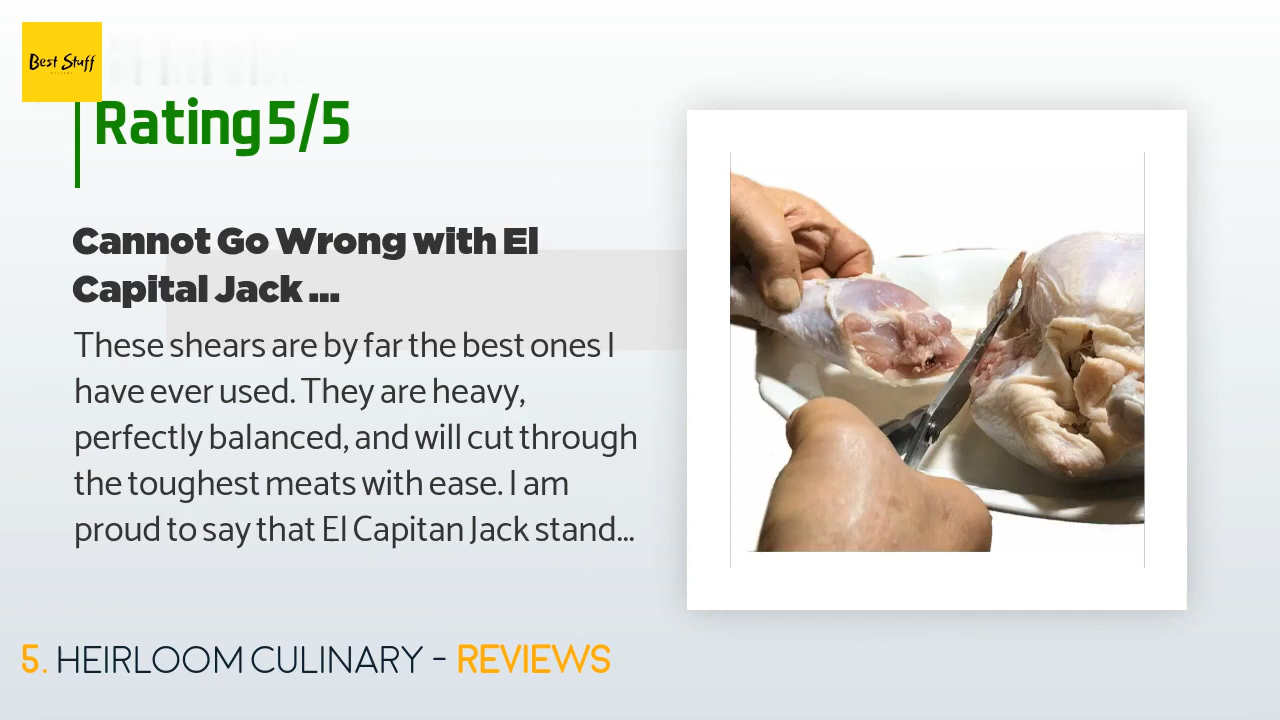 Best Stuff
Rating 5/5
Cannot Go Wrong with El
Capital Jack ...
These shears are by far the best ones I
have ever used. They are heavy,
perfectly balanced, and will cut through
the toughest meats with ease. I am
proud to say that El Capitan Jack stand...
5. HEIRLOOM CULINARY - REVIEWS